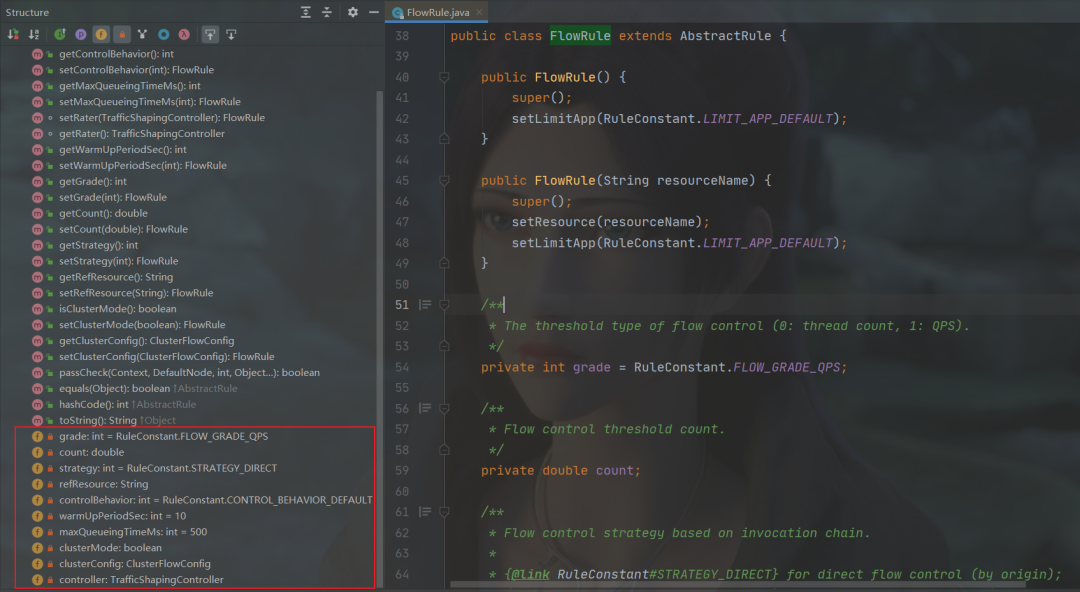 Structure
getControlBehavior(): int
setControlBehavior(int): FlowRule
getMaxQueueingTimeMs(): int
setMaxQueueingTimeMs(int): FlowRule
setRater(TrafficShapingController): FlowRule
getRater(): TrafficShapingController
getWarmUpPeriodSec(): int
setWarmUpPeriodSec(int): FlowRule
getGrade(): int
setGrade(int): FlowRule
getCount(): double
setCount(double): FlowRule
getStrategy(): int
setStrategy(int): FlowRule
getRefResource(): String
setRefResource(String): FlowRule
isClusterMode(): boolean
setClusterMode(boolean): FlowRule
getClusterConfig(): ClusterFlowConfig
setClusterConfig(ClusterFlowConfig): FlowRule
passCheck(Context, DefaultNode, int, Object...): boolean
equals(Object): boolean ↑AbstractRule
hashCode(): int ↑AbstractRule
toString(): String ↑Object
grade: int = RuleConstant.FLOW_GRADE_QPS
count: double
strategy: int = RuleConstant.STRATEGY_DIRECT
refResource: String
controlBehavior: int = RuleConstant.CONTROL_BEHAVIOR_DEFAULT
warmUpPeriodSec: int = 10
maxQueueingTimeMs: int = 500
clusterMode: boolean
clusterConfig: ClusterFlowConfig
controller: TrafficShapingController
FlowRule.java
38 public class FlowRule extends AbstractRule {
39
40 public FlowRule() {
41 super();
42 setLimitApp(RuleConstant.LIMIT_APP_DEFAULT);
43 }
44
45 public FlowRule(String resourceName) {
46 super();
47 setResource(resourceName);
48 setLimitApp(RuleConstant.LIMIT_APP_DEFAULT);
49 }
50
51 /**
52 * The threshold type of flow control (0: thread count, 1: QPS).
53 */
54 private int grade = RuleConstant.FLOW_GRADE_QPS;
55
56 /**
57 * Flow control threshold count.
58 */
59 private double count;
60
61 /**
62 * Flow control strategy based on invocation chain.
63 *
64 * {@link RuleConstant#STRATEGY_DIRECT} for direct flow control (by origin);